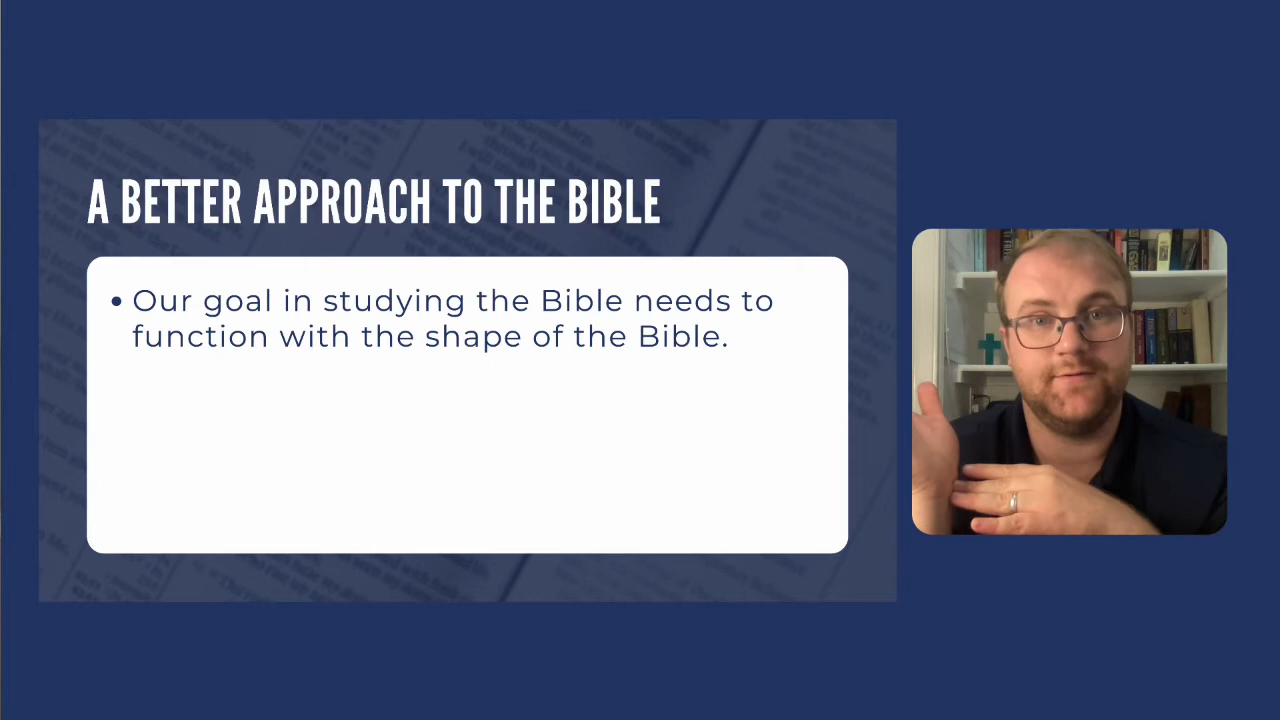 A BETTER APPROACH TO THE BIBLE
• Our goal in studying the Bible needs to
function with the shape of the Bible.